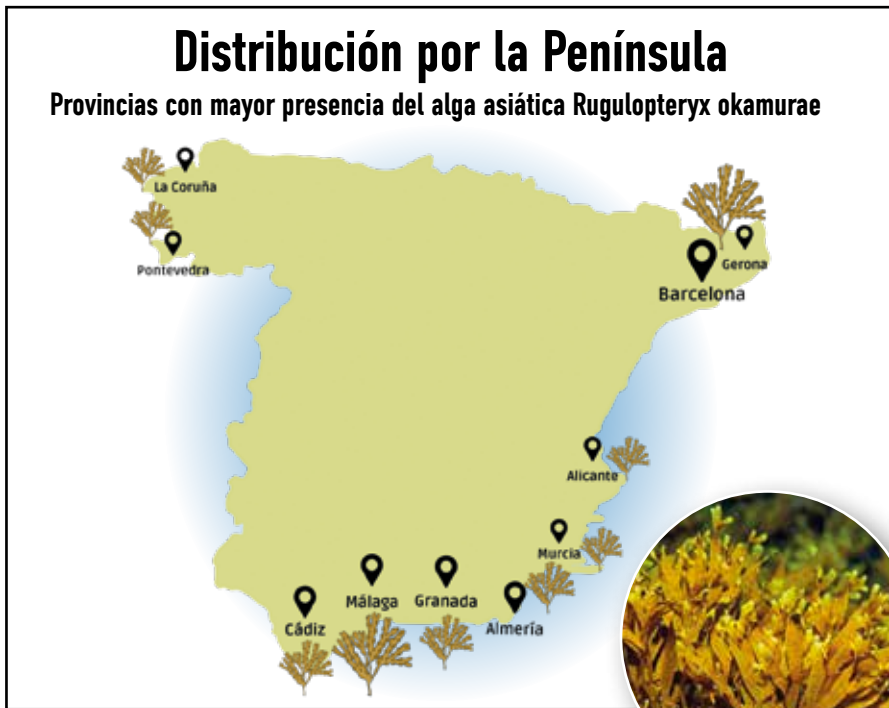 Distribución por la Península
Provincias con mayor presencia del alga asiática Rugulopteryx okamurae
La Coruña
Pontevedra
Gerona
Barcelona
Alicante
Murcia
Málaga
Granada
Cádiz
Almería